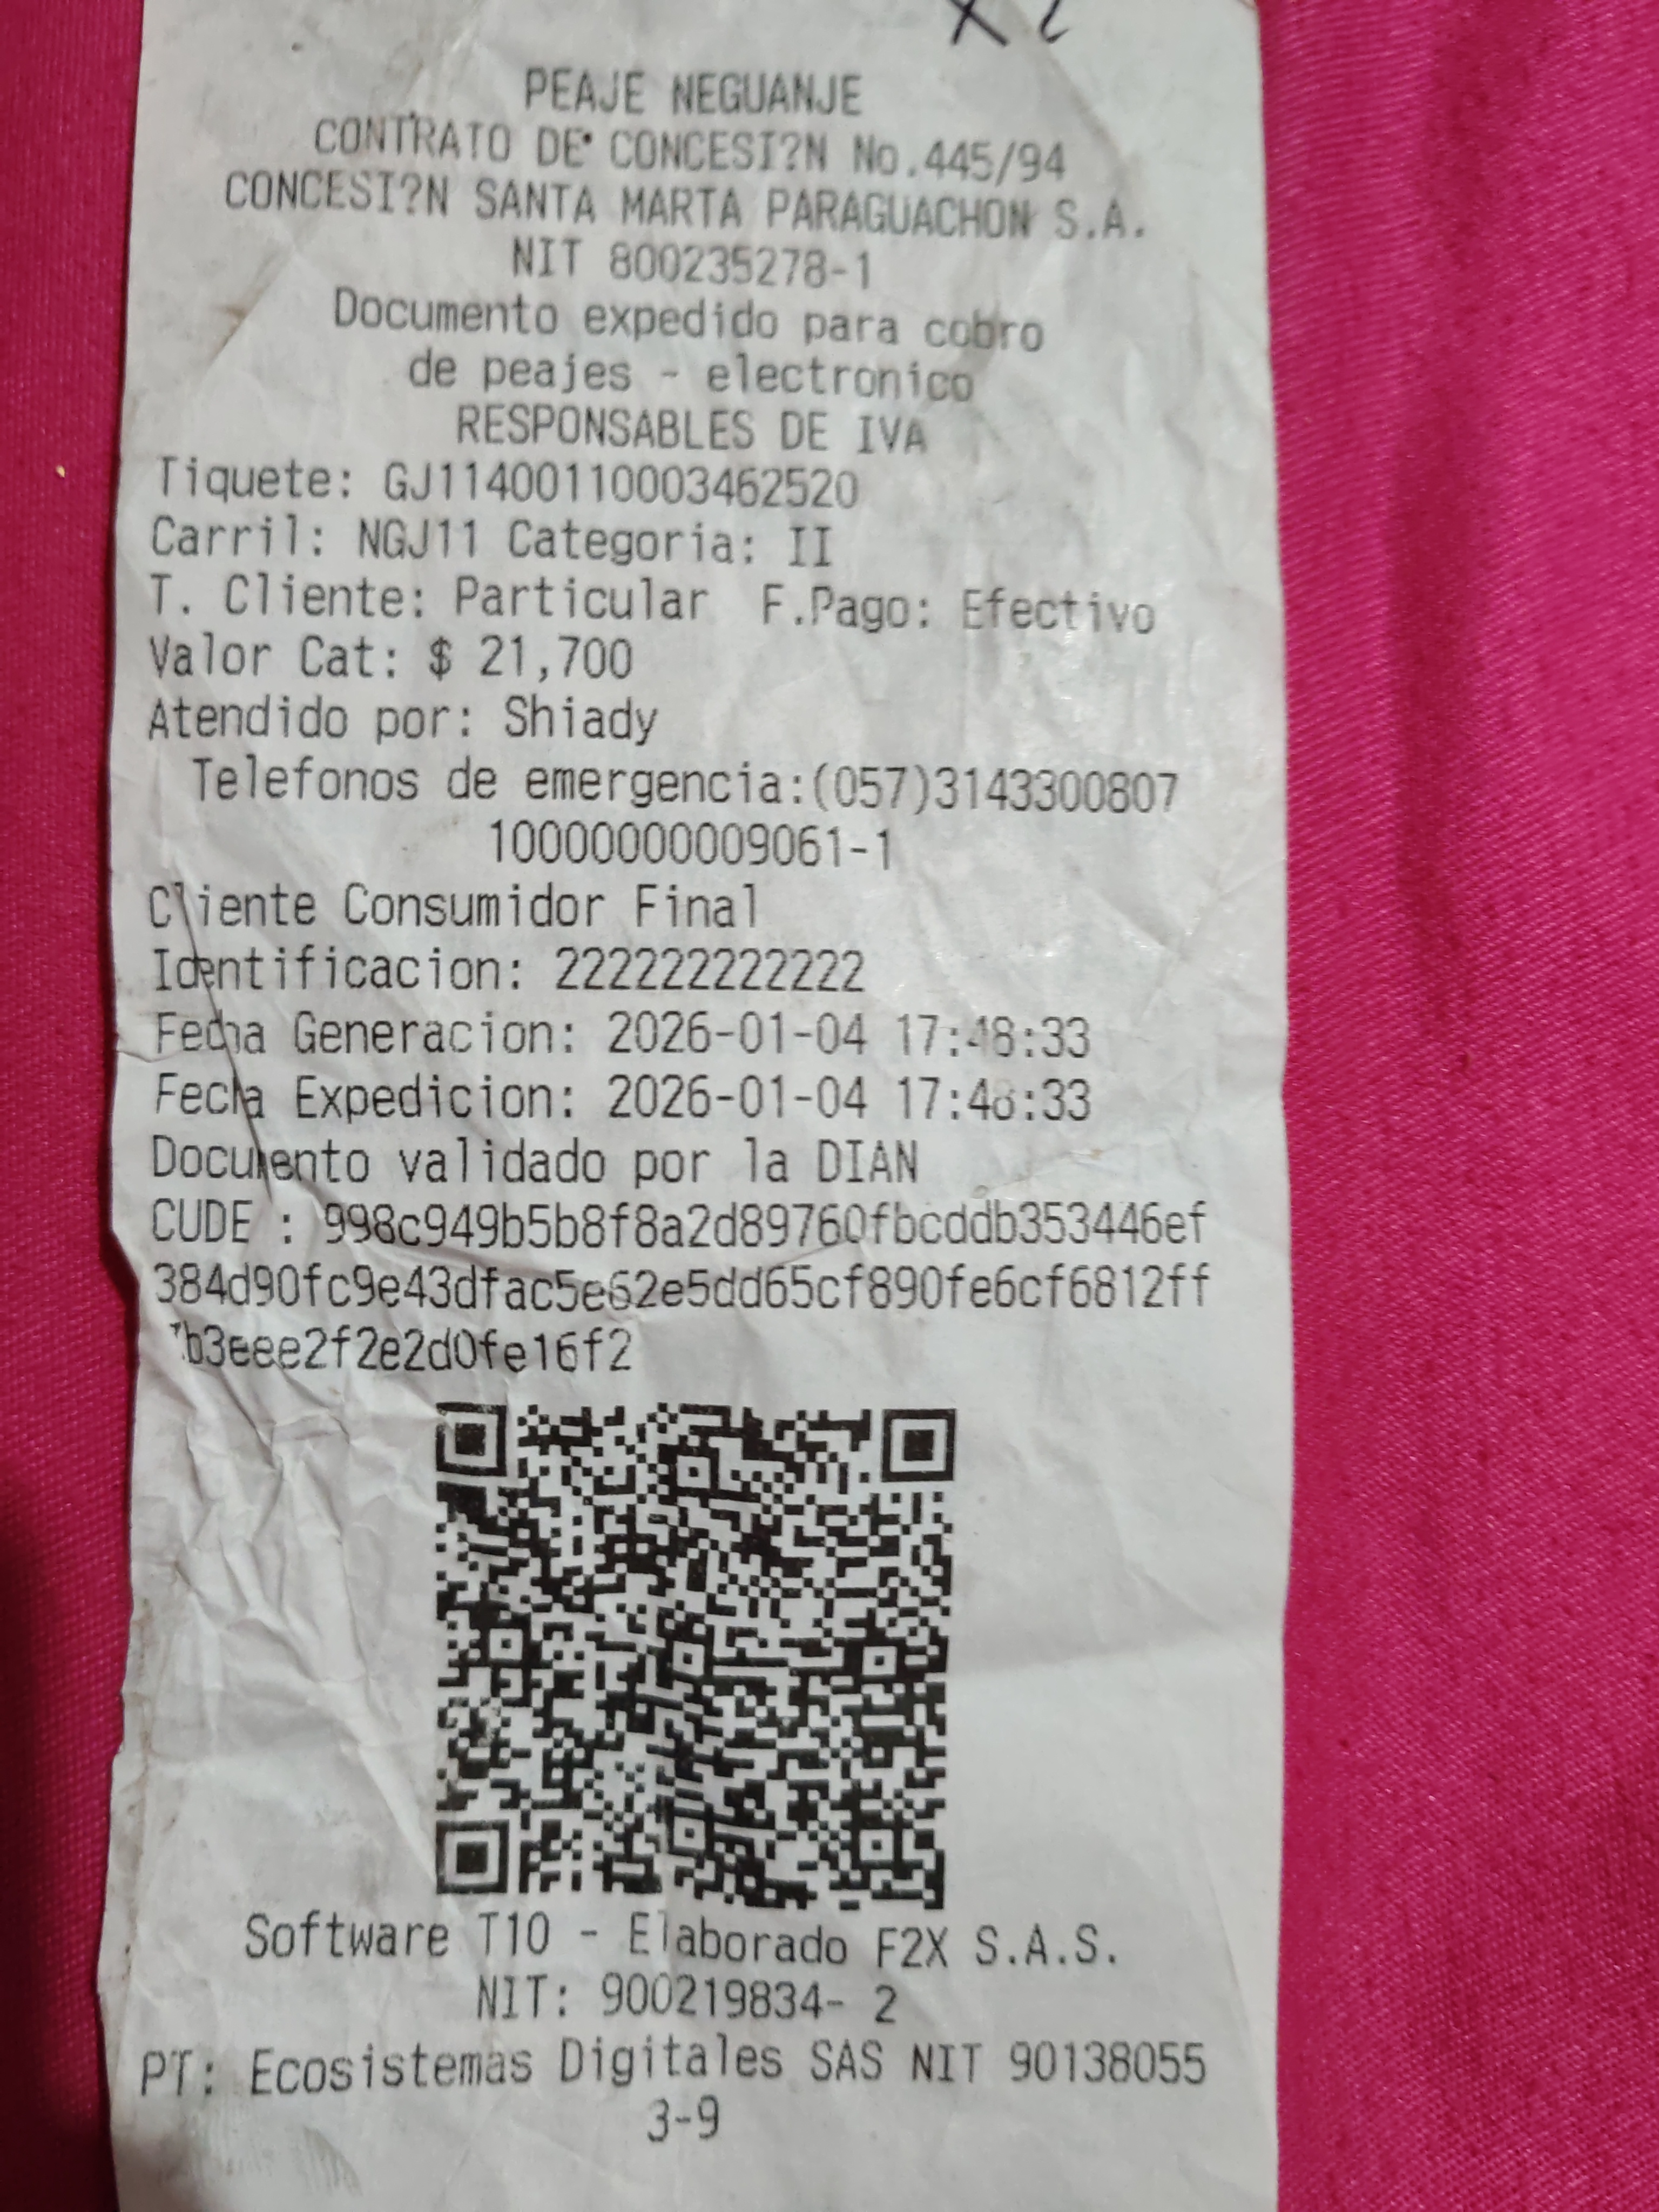 X 2
PEAJE NEGUANJE
CONTRATO DE CONCESI?N No.445/94
CONCESI?N SANTA MARTA PARAGUACHON S.A.
NIT 800235278-1
Documento expedido para cobro
de peajes - electronico
RESPONSABLES DE IVA
Tiquete: GJ11400110003462520
Carril: NGJ11 Categoria: II
T. Cliente: Particular F.Pago: Efectivo
Valor Cat: $ 21,700
Atendido por: Shiady
Telefonos de emergencia:(057)3143300807
10000000009061-1
Cliente Consumidor Final
Identificacion: 222222222222
Fecha Generacion: 2026-01-04 17:48:33
Fecha Expedicion: 2026-01-04 17:48:33
Documento validado por la DIAN
CUDE : 998c949b5b8f8a2d89760fbcddb353446ef
384d90fc9e43dfac5e62e5dd65cf890fe6cf6812ff
Software T10 - Elaborado F2X S.A.S.
NIT: 900219834- 2
PT: Ecosistemas Digitales SAS NIT 90138055
3-9